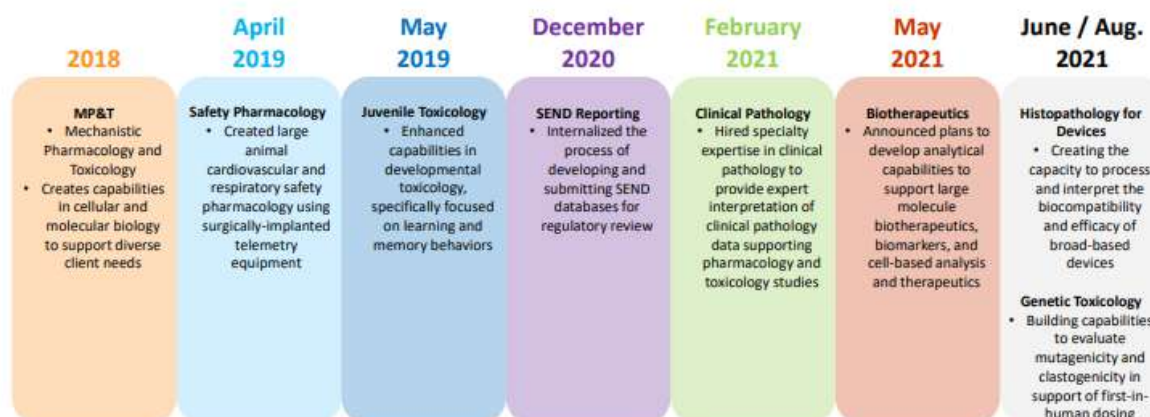 2018
MP&T
• Mechanistic
Pharmacology and
Toxicology
• Creates capabilities
in cellular and
molecular biology
to support diverse
client needs
April
2019
Safety Pharmacology
• Created large
animal
cardiovascular and
respiratory safety
pharmacology using
surgically-implanted
telemetry
equipment
May
2019
Juvenile Toxicology
• Enhanced
capabilities in
developmental
toxicology,
specifically focused
on learning and
memory behaviors
December
2020
SEND Reporting
• Internalized the
process of
developing and
submitting SEND
databases for
regulatory review
February
2021
Clinical Pathology
• Hired specialty
expertise in clinical
pathology to
provide expert
interpretation of
clinical pathology
data supporting
pharmacology and
toxicology studies
May
2021
Biotherapeutics
• Announced plans to
develop analytical
capabilities to
support large
molecule
biotherapeutics,
biomarkers, and
cell-based analysis
and therapeutics
June / Aug.
2021
Histopathology for
Devices
• Creating the
capacity to process
and interpret the
biocompatibility
and efficacy of
broad-based
devices
Genetic Toxicology
• Building capabilities
to evaluate
mutagenicity and
clastogenicity in
support of first-in-
human dosing